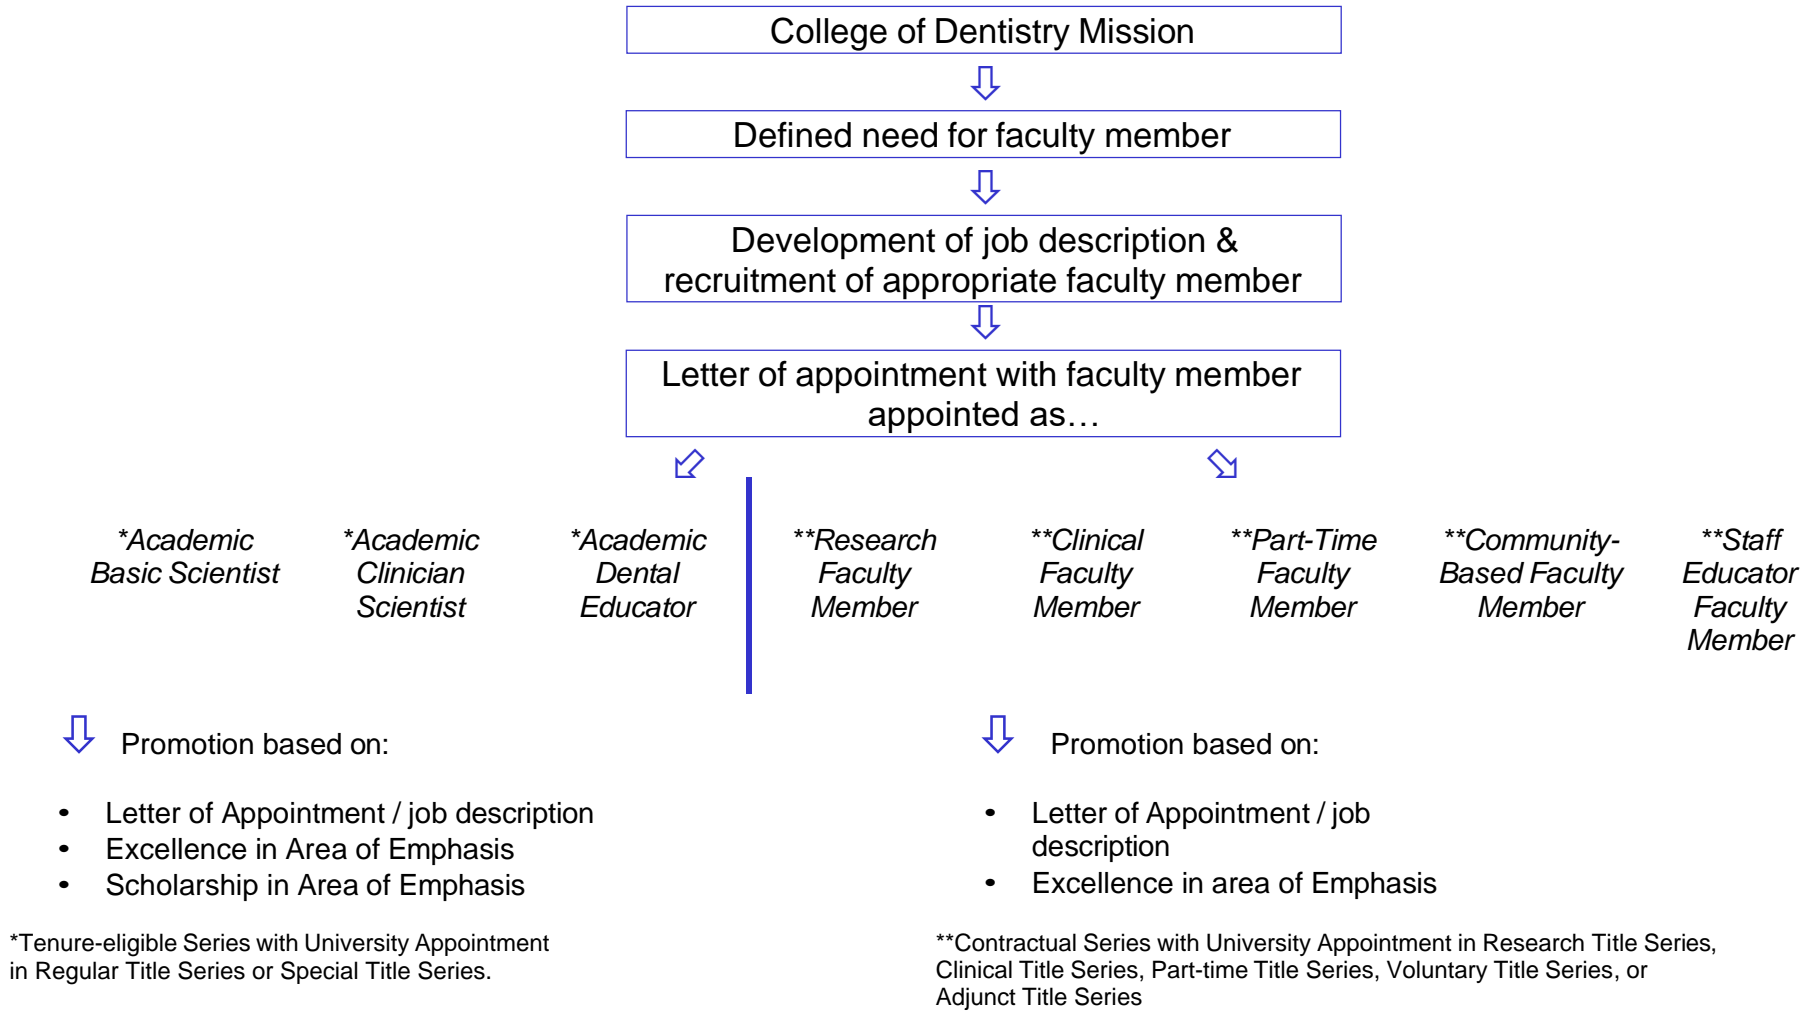 College of Dentistry Mission
Defined need for faculty member
Development of job description &
recruitment of appropriate faculty member
Letter of appointment with faculty member
appointed as…
*Academic
Basic Scientist
*Academic
Clinician
Scientist
*Academic
Dental
Educator
**Research
Faculty
Member
**Clinical
Faculty
Member
**Part-Time
Faculty
Member
**Community-
Based Faculty
Member
**Staff
Educator
Faculty
Member
Promotion based on:
• Letter of Appointment / job description
• Excellence in Area of Emphasis
• Scholarship in Area of Emphasis
*Tenure-eligible Series with University Appointment
in Regular Title Series or Special Title Series.
Promotion based on:
• Letter of Appointment / job
description
• Excellence in area of Emphasis
**Contractual Series with University Appointment in Research Title Series,
Clinical Title Series, Part-time Title Series, Voluntary Title Series, or
Adjunct Title Series